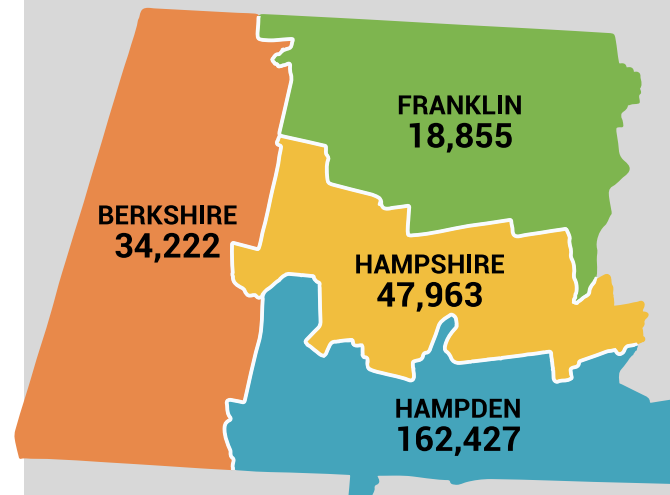 FRANKLIN
18,855
BERKSHIRE
34,222
HAMPSHIRE
47,963
HAMPDEN
162,427